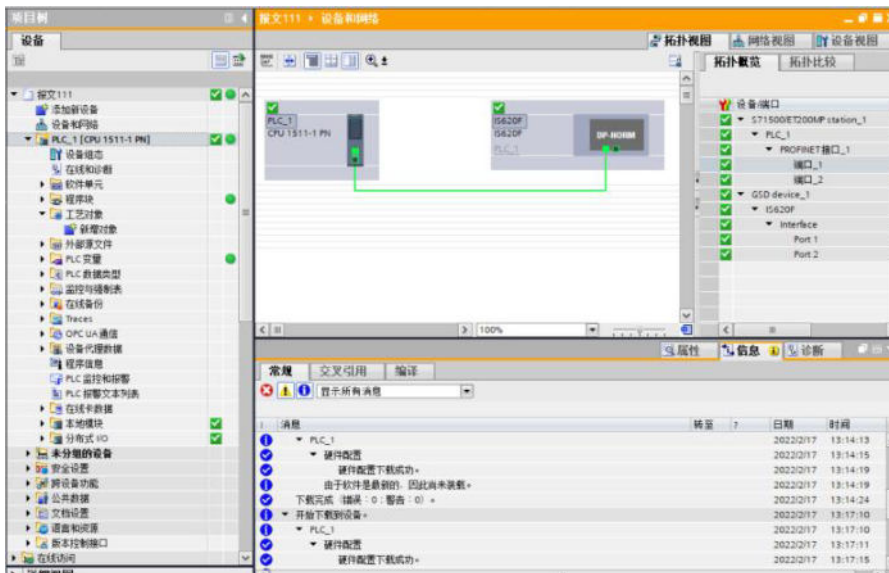 项目树
报文111 ▸ 设备和网络
设备
拓扑视图
网络视图
设备视图
拓扑概览
拓扑比较
报文111
添加新设备
设备和网络
PLC_1 [CPU 1511-1 PN]
设备组态
在线和诊断
软件单元
程序块
工艺对象
新增对象
外部源文件
PLC 变量
PLC 数据类型
监控与强制表
在线备份
Traces
OPC UA 通信
设备代理数据
程序信息
PLC 监控和报警
PLC 报警文本列表
在线卡数据
本地模块
分布式 I/O
未分组的设备
安全设置
跨设备功能
公共数据
文档设置
语言和资源
版本控制接口
在线访问
PLC_1
CPU 1511-1 PN
IS620F
IS620F
PLC_1
DP-NORM
100%
设备/端口
S71500/ET200MP station_1
PLC_1
PROFINET接口_1
端口_1
端口_2
GSD device_1
IS620F
Interface
Port 1
Port 2
属性
信息
诊断
常规
交叉引用
编译
显示所有消息
! 消息 转至 ? 日期 时间
PLC_1 2022/2/17 13:14:13
硬件配置 2022/2/17 13:14:15
硬件配置下载成功。 2022/2/17 13:14:19
由于软件是最新的，因此尚未装载。 2022/2/17 13:14:19
下载完成（错误：0；警告：0）。 2022/2/17 13:14:24
开始下载到设备。 2022/2/17 13:17:10
PLC_1 2022/2/17 13:17:10
硬件配置 2022/2/17 13:17:11
硬件配置下载成功。 2022/2/17 13:17:15